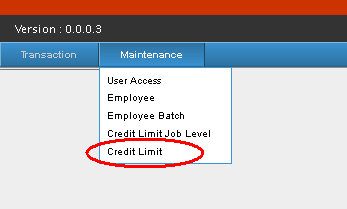 Version : 0.0.0.3
Transaction Maintenance
User Access
Employee
Employee Batch
Credit Limit Job Level
Credit Limit